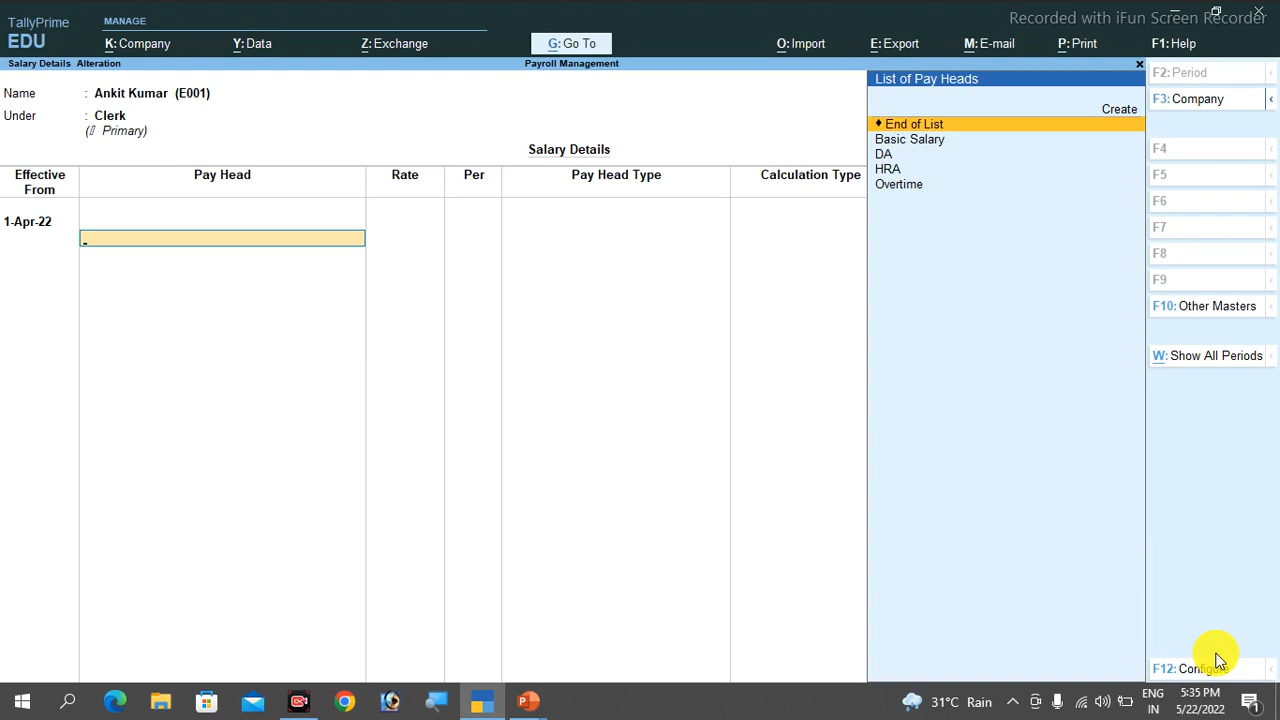 TallyPrime
EDU
MANAGE
K: Company
Y: Data
Z: Exchange
G: Go To
O: Import
E: Export
M: E-mail
P: Print
F1: Help
Recorded with iFun Screen Recorder
Salary Details Alteration
Payroll Management
Name : Ankit Kumar (E001)
Under : Clerk
( Primary)
Salary Details
Effective From
Pay Head
Rate
Per
Pay Head Type
Calculation Type
1-Apr-22
List of Pay Heads
Create
♦ End of List
Basic Salary
DA
HRA
Overtime
F2: Period
F3: Company
F4
F5
F6
F7
F8
F9
F10: Other Masters
W: Show All Periods
F12: Configure
31°C Rain
ENG
IN
5:35 PM
5/22/2022
1